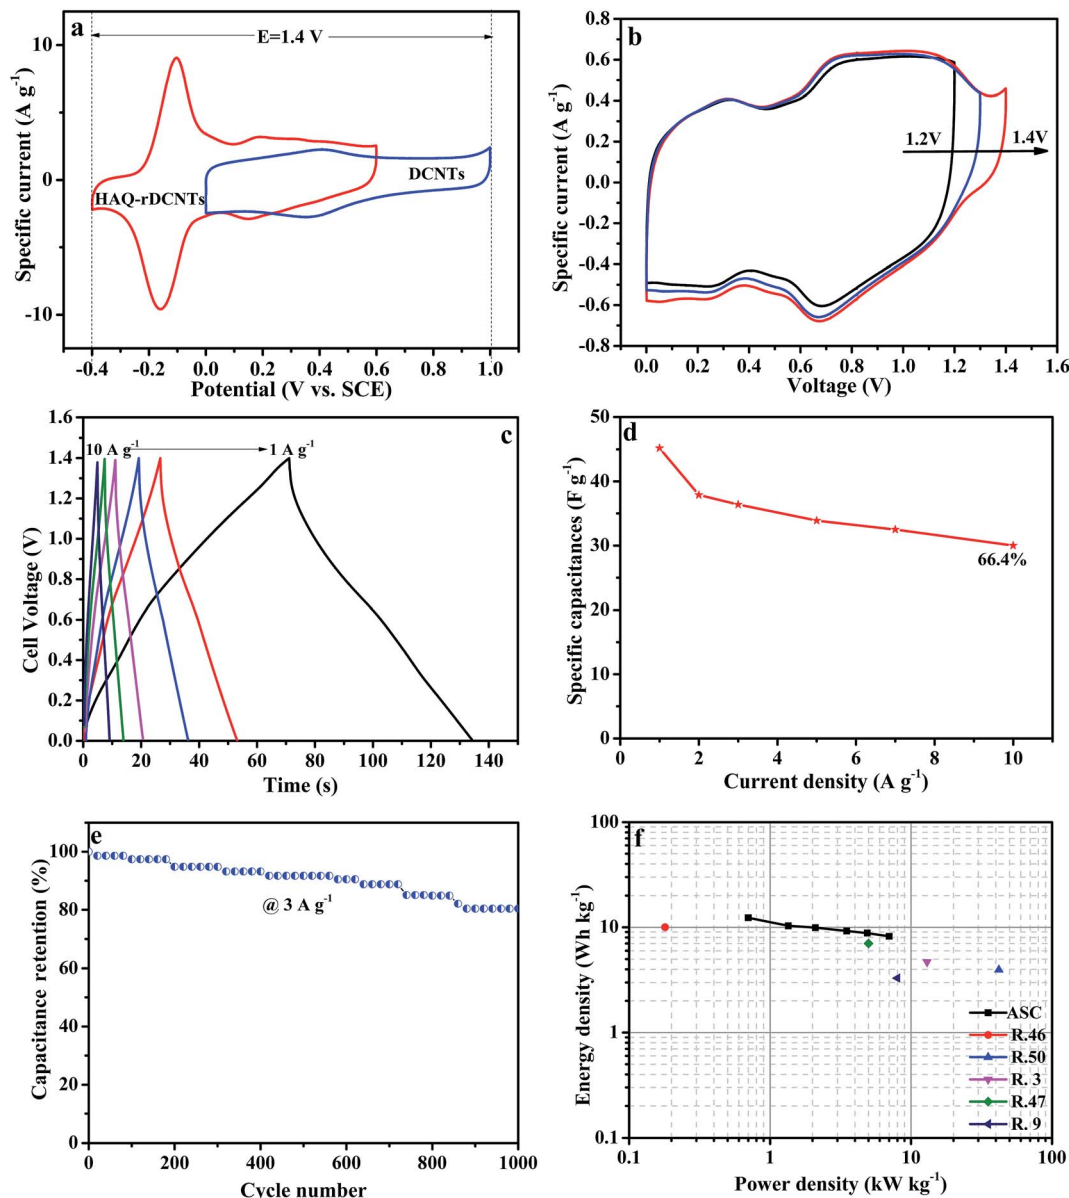 a
E=1.4 V
HAQ-rDCNTs
DCNTs
10
0
-10
-0.4 -0.2 0.0 0.2 0.4 0.6 0.8 1.0
Specific current (A g⁻¹)
Potential (V vs. SCE)
b
1.2V
1.4V
0.8
0.6
0.4
0.2
0.0
-0.2
-0.4
-0.6
-0.8
0.0 0.2 0.4 0.6 0.8 1.0 1.2 1.4 1.6
Specific current (A g⁻¹)
Voltage (V)
c
10 A g⁻¹
1 A g⁻¹
1.6
1.4
1.2
1.0
0.8
0.6
0.4
0.2
0.0
0 20 40 60 80 100 120 140
Cell Voltage (V)
Time (s)
d
66.4%
50
40
30
20
10
0
0 2 4 6 8 10
Specific capacitances (F g⁻¹)
Current density (A g⁻¹)
e
@ 3 A g⁻¹
100
80
60
40
20
0
0 200 400 600 800 1000
Capacitance retention (%)
Cycle number
f
100
10
1
0.1
0.1 1 10 100
Energy density (Wh kg⁻¹)
Power density (kW kg⁻¹)
ASC
R.46
R.50
R. 3
R.47
R. 9